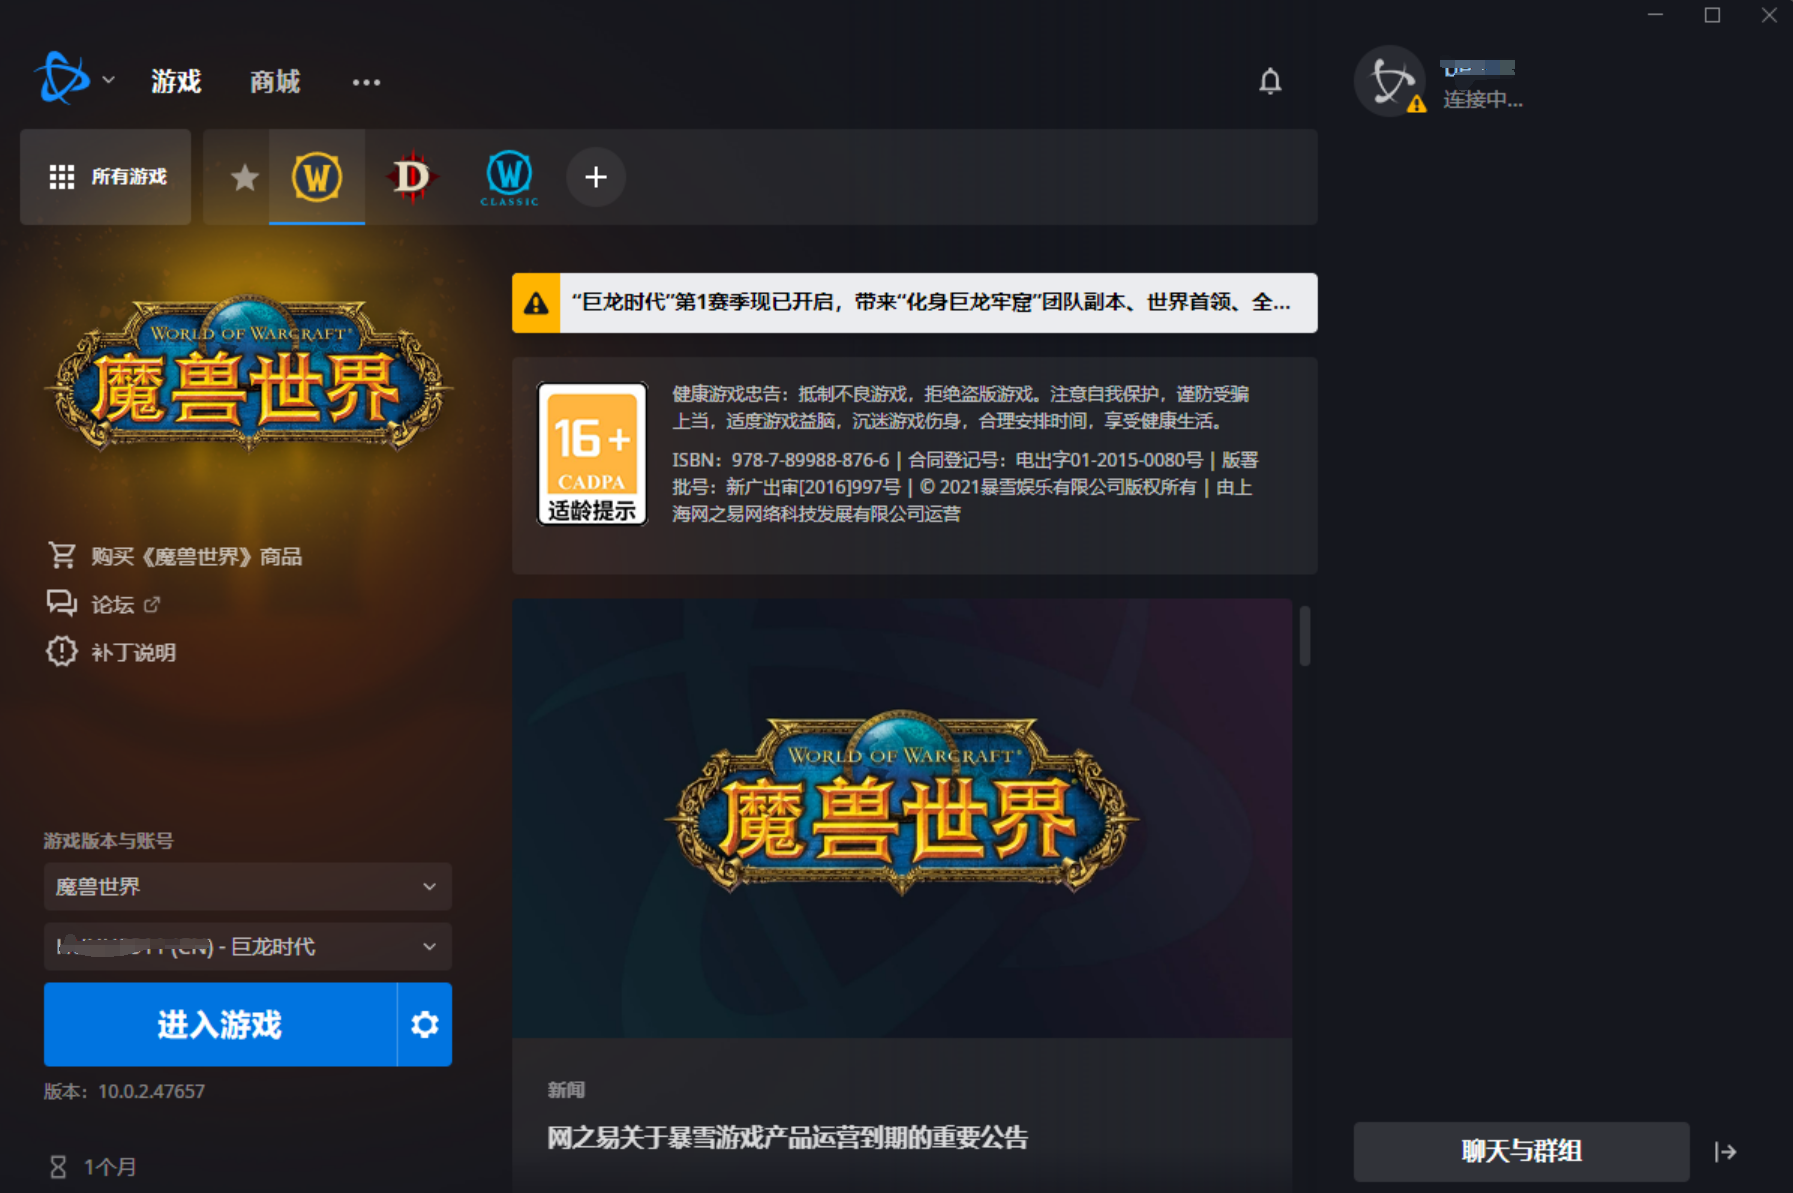 游戏
商城
连接中...
所有游戏
W
D
W
CLASSIC
WORLD OF WARCRAFT
魔兽世界
“巨龙时代”第1赛季现已开启，带来“化身巨龙牢窟”团队副本、世界首领、全...
16+
CADPA
适龄提示
健康游戏忠告：抵制不良游戏，拒绝盗版游戏。注意自我保护，谨防受骗
上当，适度游戏益脑，沉迷游戏伤身，合理安排时间，享受健康生活。
ISBN：978-7-89988-876-6 | 合同登记号：电出字01-2015-0080号 | 版署
批号：新广出审[2016]997号 | © 2021暴雪娱乐有限公司版权所有 | 由上
海网之易网络科技发展有限公司运营
购买《魔兽世界》商品
论坛
补丁说明
WORLD OF WARCRAFT
魔兽世界
游戏版本与账号
魔兽世界
(CN) - 巨龙时代
进入游戏
版本：10.0.2.47657
1个月
新闻
网之易关于暴雪游戏产品运营到期的重要公告
聊天与群组